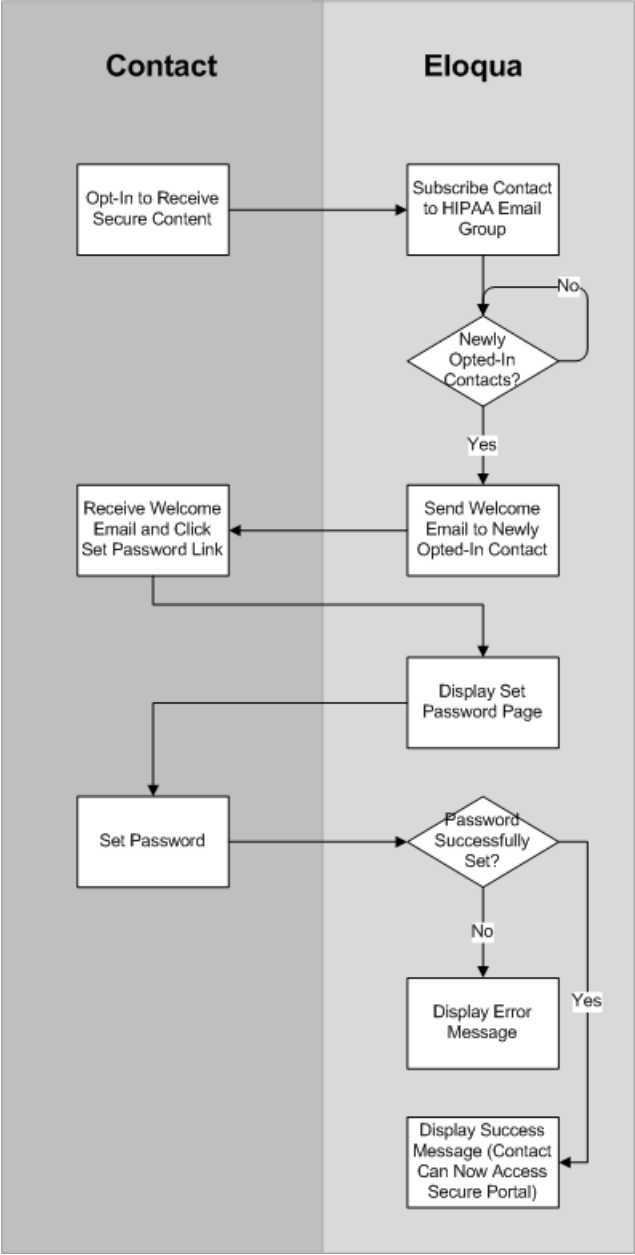 Contact
Eloqua
Opt-In to Receive
Secure Content
Subscribe Contact
to HIPAA Email
Group
No
Newly
Opted-In
Contacts?
Yes
Receive Welcome
Email and Click
Set Password Link
Send Welcome
Email to Newly
Opted-In Contact
Display Set
Password Page
Set Password
Password
Successfully
Set?
No
Yes
Display Error
Message
Display Success
Message (Contact
Can Now Access
Secure Portal)